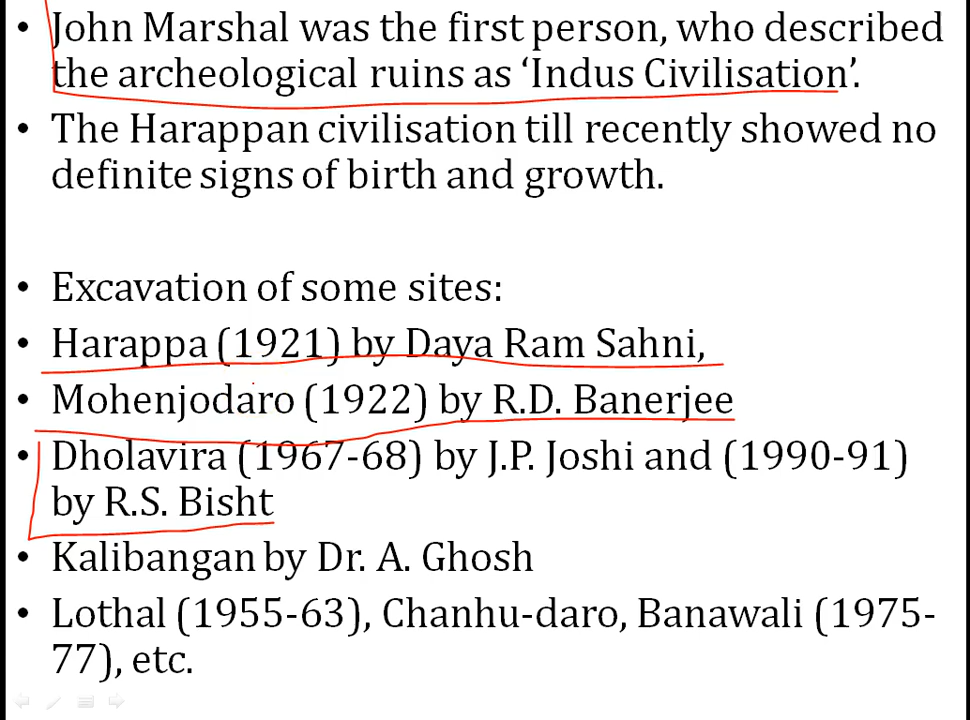 • John Marshal was the first person, who described
the archeological ruins as ‘Indus Civilisation’.
• The Harappan civilisation till recently showed no
definite signs of birth and growth.
• Excavation of some sites:
• Harappa (1921) by Daya Ram Sahni,
• Mohenjodaro (1922) by R.D. Banerjee
• Dholavira (1967-68) by J.P. Joshi and (1990-91)
by R.S. Bisht
• Kalibangan by Dr. A. Ghosh
• Lothal (1955-63), Chanhu-daro, Banawali (1975-
77), etc.